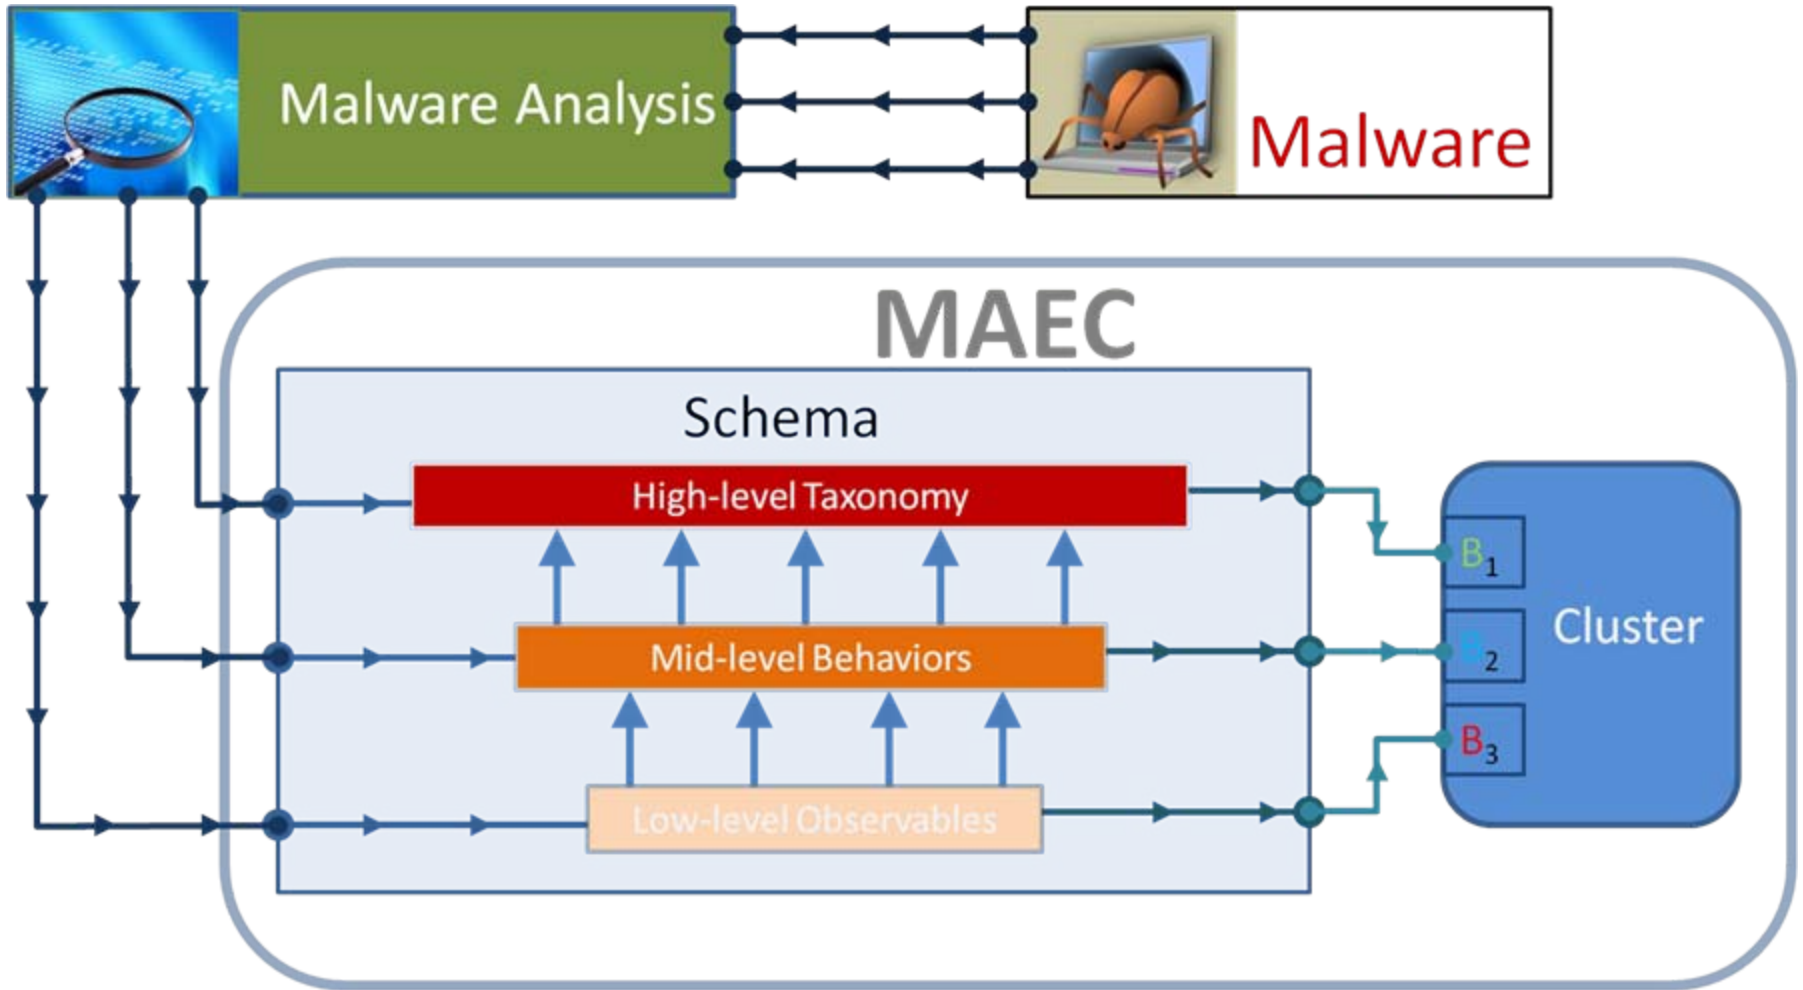 Malware Analysis
Malware
MAEC
Schema
High-level Taxonomy
Mid-level Behaviors
Low-level Observables
B1
B2
B3
Cluster